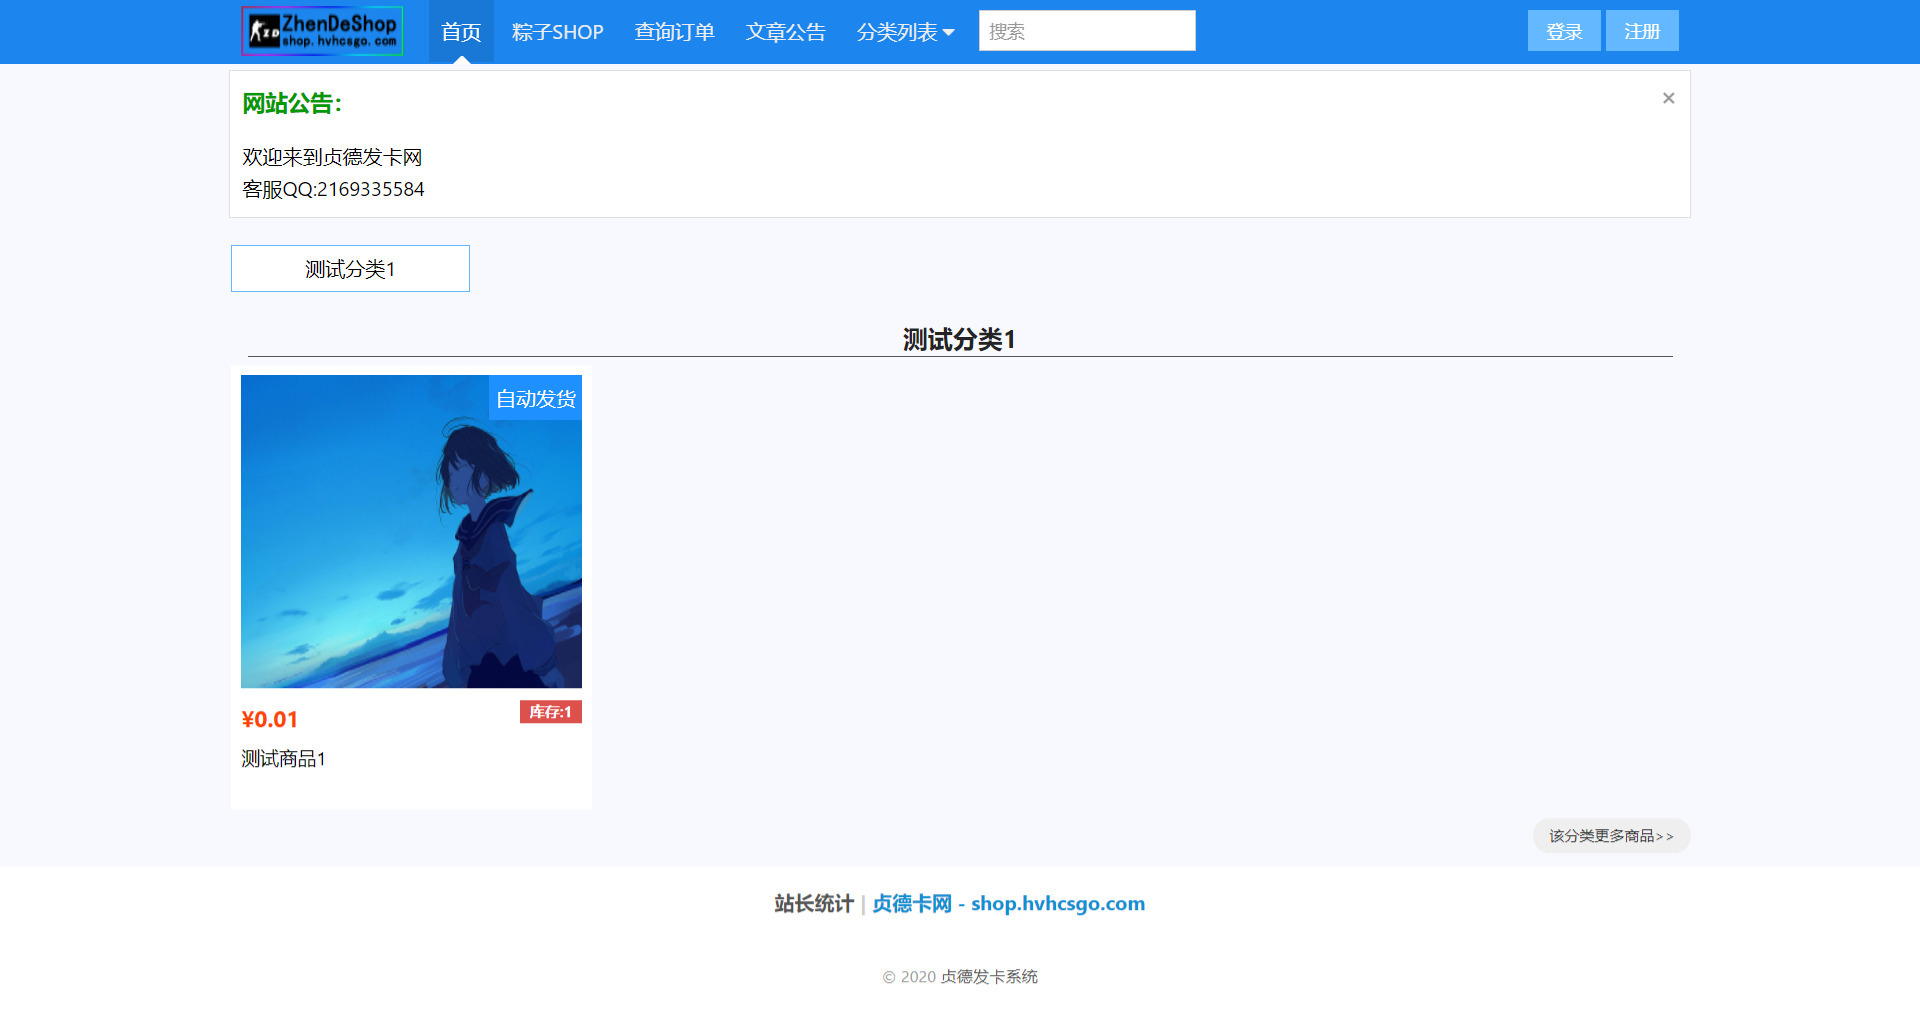 ZhenDeShop
shop.hvhcsgo.com
ZD
首页
粽子SHOP
查询订单
文章公告
分类列表
搜索
登录
注册
网站公告：
×
欢迎来到贞德发卡网
客服QQ:2169335584
测试分类1
测试分类1
自动发货
¥0.01
库存:1
测试商品1
该分类更多商品>>
站长统计 | 贞德卡网 - shop.hvhcsgo.com
© 2020 贞德发卡系统